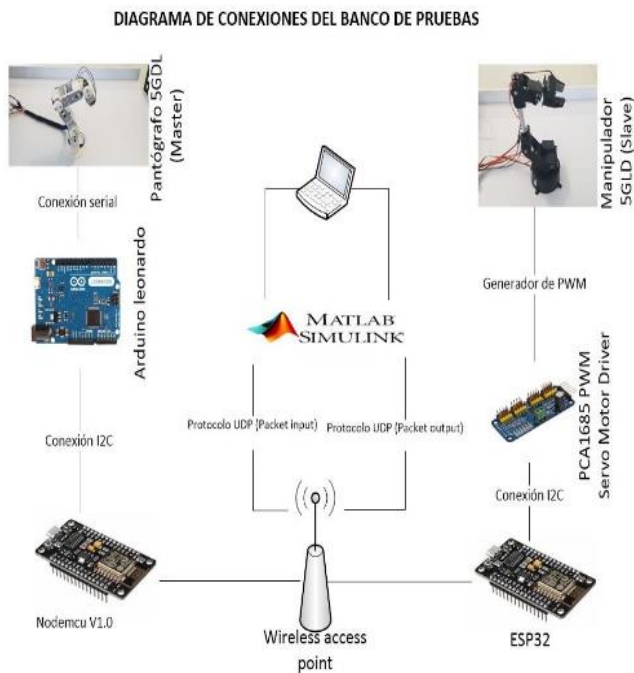 DIAGRAMA DE CONEXIONES DEL BANCO DE PRUEBAS
Pantógrafo 5GDL
(Master)
Conexión serial
Arduino leonardo
Conexión I2C
Nodemcu V1.0
MATLAB
SIMULINK
Protocolo UDP (Packet input)
Protocolo UDP (Packet output)
Wireless access
point
Manipulador
5GLD (Slave)
Generador de PWM
PCA1685 PWM
Servo Motor Driver
Conexión I2C
ESP32